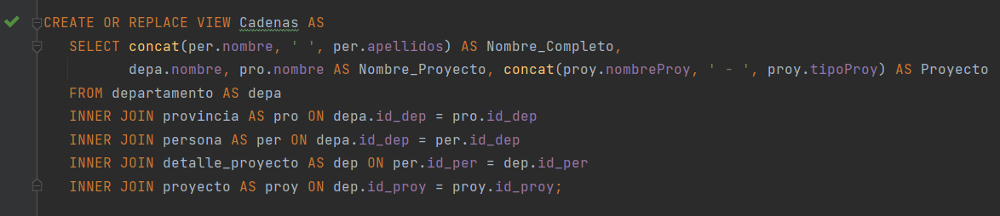 CREATE OR REPLACE VIEW Cadenas AS
SELECT concat(per.nombre, ' ', per.apellidos) AS Nombre_Completo,
depa.nombre, pro.nombre AS Nombre_Proyecto, concat(proy.nombreProy, ' - ', proy.tipoProy) AS Proyecto
FROM departamento AS depa
INNER JOIN provincia AS pro ON depa.id_dep = pro.id_dep
INNER JOIN persona AS per ON depa.id_dep = per.id_dep
INNER JOIN detalle_proyecto AS dep ON per.id_per = dep.id_per
INNER JOIN proyecto AS proy ON dep.id_proy = proy.id_proy;